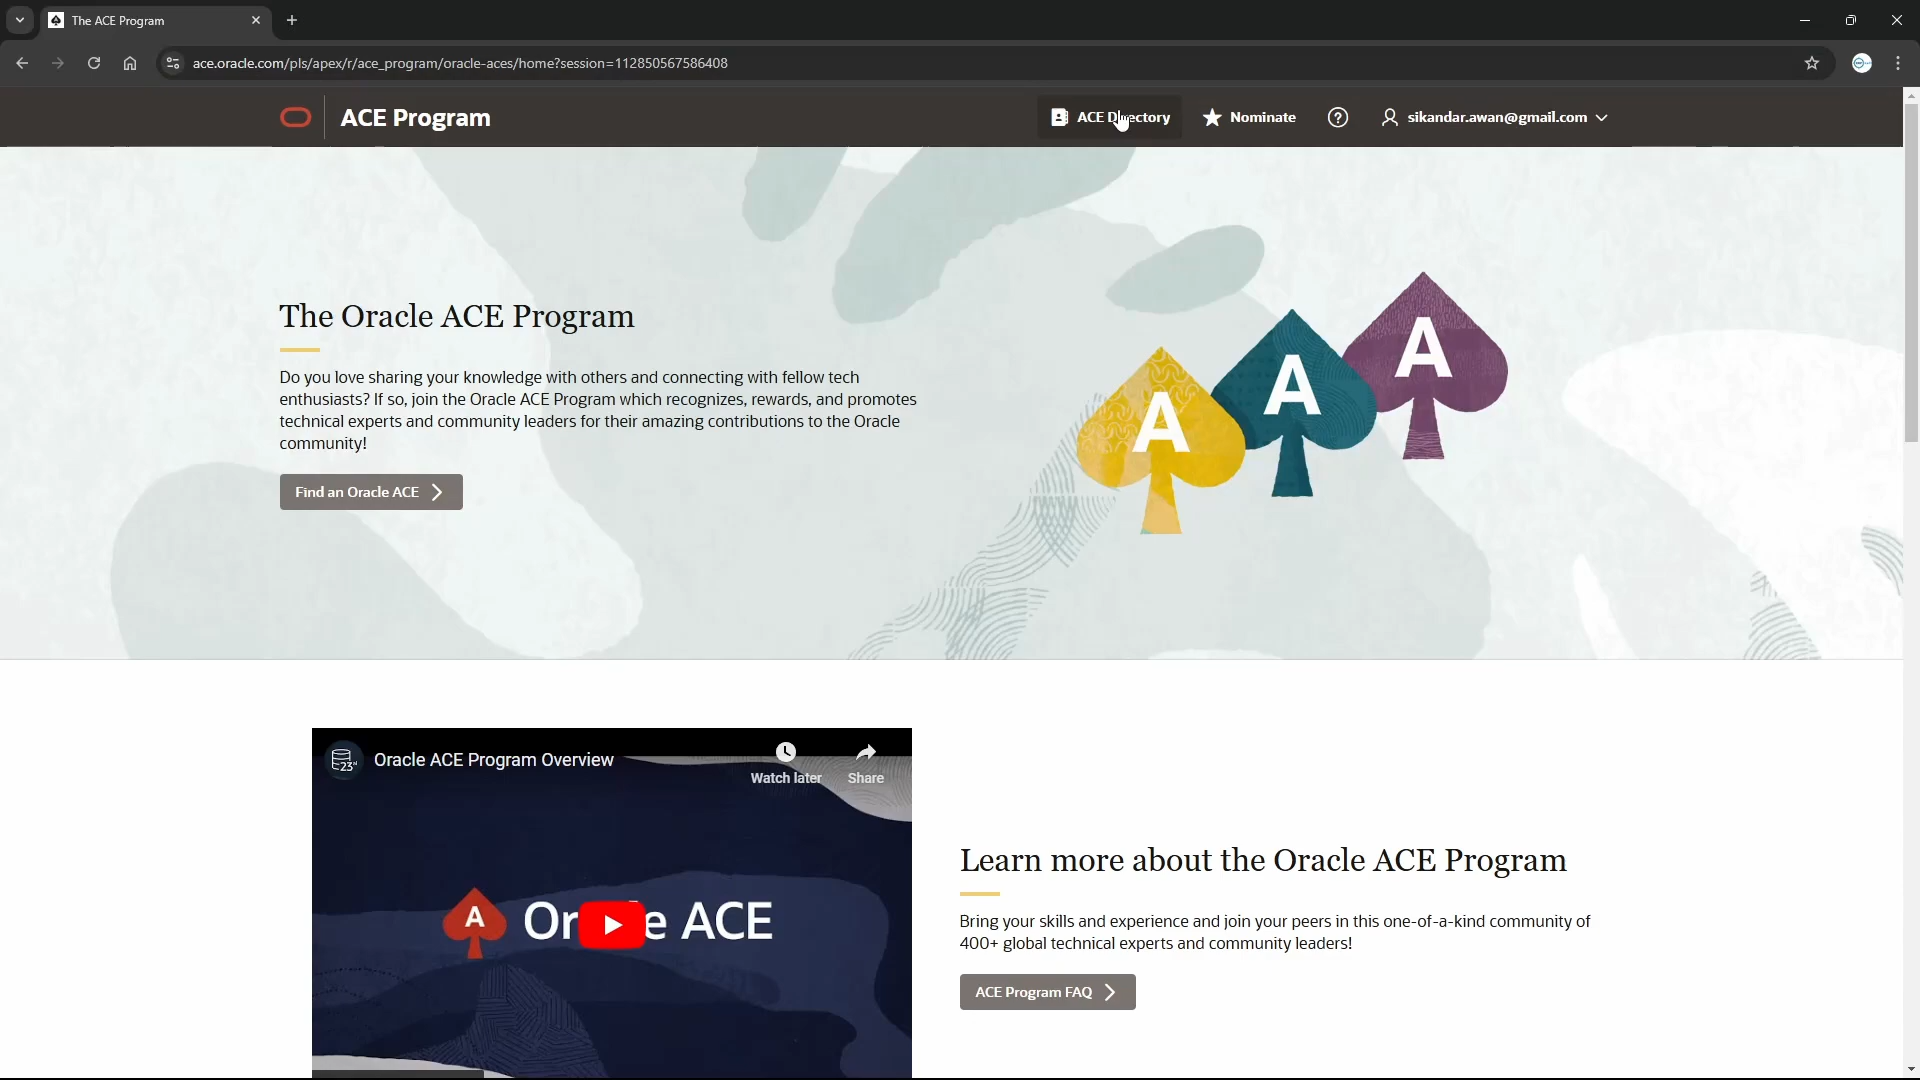 The ACE Program
ace.oracle.com/pls/apex/r/ace_program/oracle-aces/home?session=112850567586408
ACE Program
ACE Directory
Nominate
sikandar.awan@gmail.com
The Oracle ACE Program
Do you love sharing your knowledge with others and connecting with fellow tech
enthusiasts? If so, join the Oracle ACE Program which recognizes, rewards, and promotes
technical experts and community leaders for their amazing contributions to the Oracle
community!
Find an Oracle ACE
A
A
A
23
Oracle ACE Program Overview
Watch later
Share
A
Oracle ACE
Learn more about the Oracle ACE Program
Bring your skills and experience and join your peers in this one-of-a-kind community of
400+ global technical experts and community leaders!
ACE Program FAQ